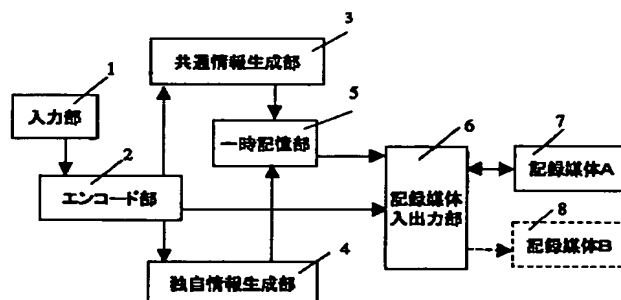 3
共通情報生成部
1
入力部
5
一時記憶部
6
7
2
エンコード部
記録媒体
入出力部
記録媒体A
8
記録媒体B
4
独自情報生成部